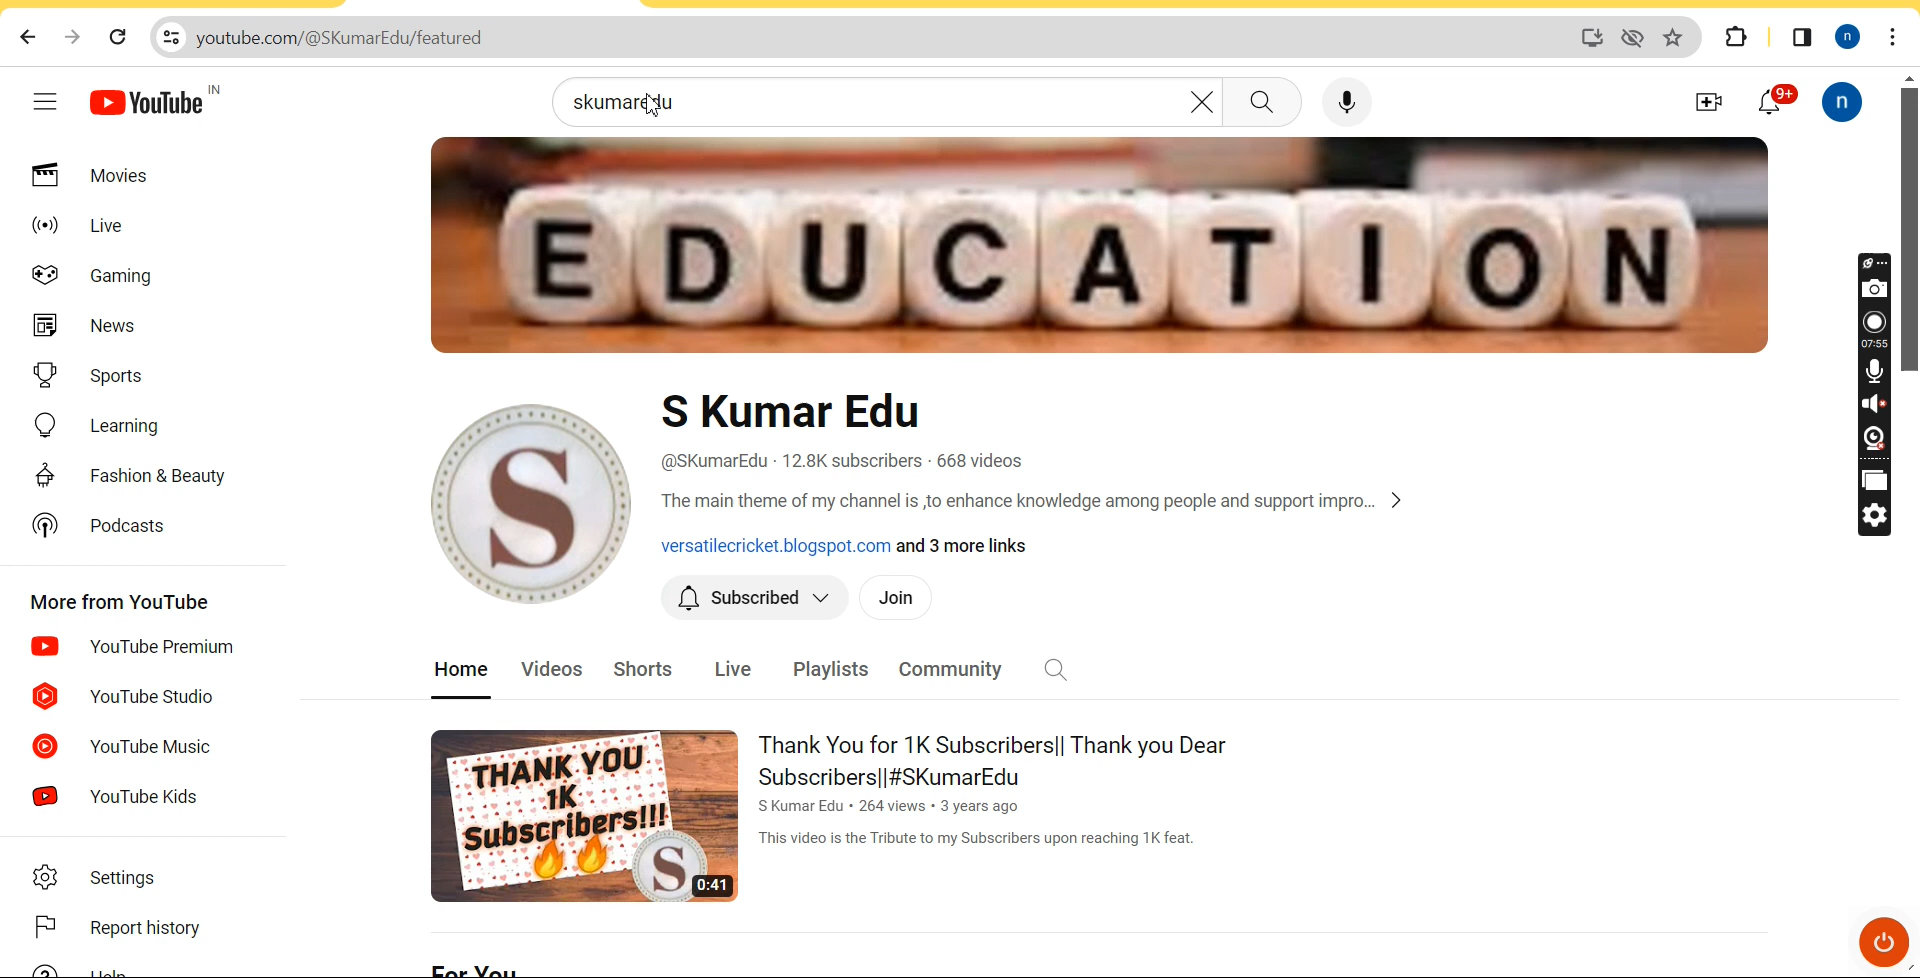 youtube.com/@SKumarEdu/featured
n
YouTube IN
skumaredu
9+
n
Movies
Live
Gaming
News
Sports
Learning
Fashion & Beauty
Podcasts
More from YouTube
YouTube Premium
YouTube Studio
YouTube Music
YouTube Kids
Settings
Report history
Help
EDUCATION
S
S Kumar Edu
@SKumarEdu · 12.8K subscribers · 668 videos
The main theme of my channel is ,to enhance knowledge among people and support impro...
versatilecricket.blogspot.com and 3 more links
Subscribed
Join
Home Videos Shorts Live Playlists Community
THANK YOU
1K
Subscribers!!!
S
0:41
Thank You for 1K Subscribers|| Thank you Dear
Subscribers||#SKumarEdu
S Kumar Edu • 264 views • 3 years ago
This video is the Tribute to my Subscribers upon reaching 1K feat.
For You
07:55